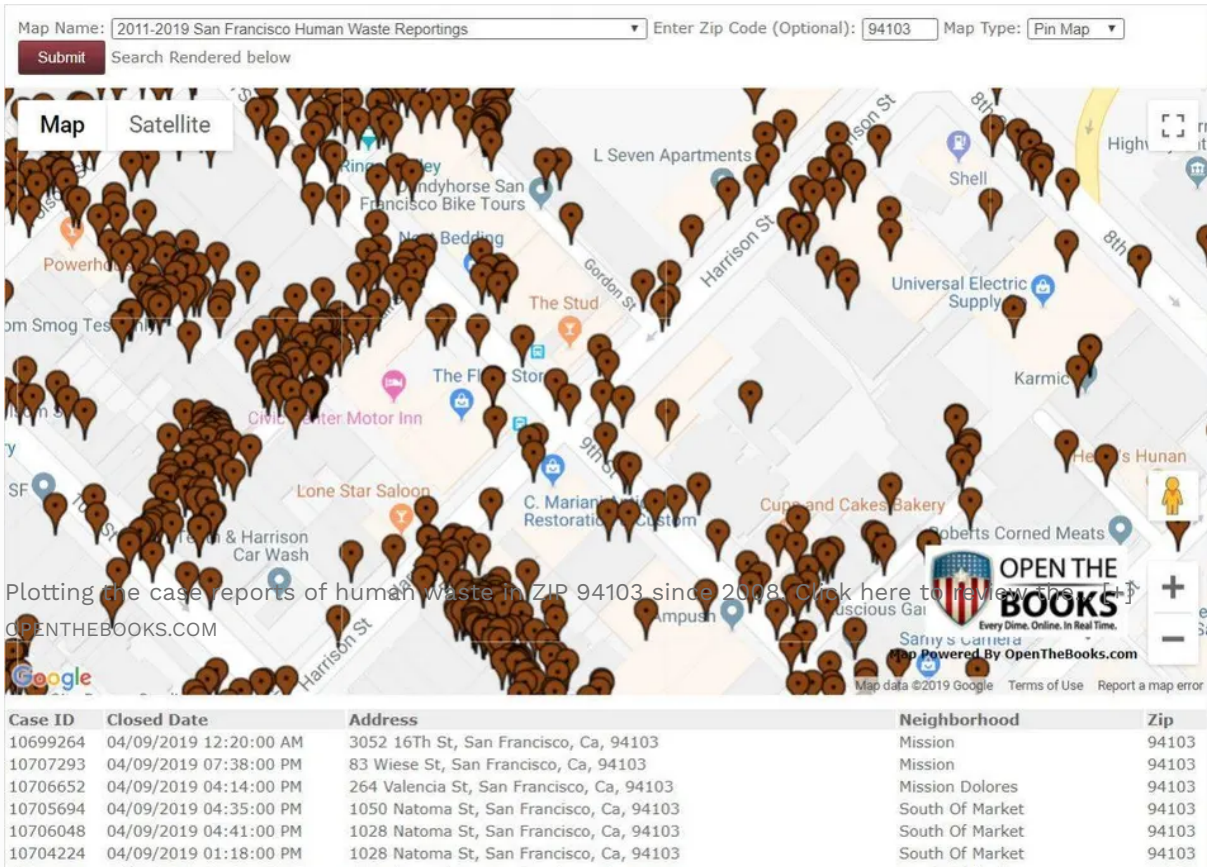 Map Name: 2011-2019 San Francisco Human Waste Reportings Enter Zip Code (Optional): 94103 Map Type: Pin Map
Submit Search Rendered below
Map Satellite
L Seven Apartments
Shell
Dandyhorse San
Francisco Bike Tours
Gordon St
Harrison St
8th
Universal Electric
Supply
The Stud
Karmic
Civic Center Motor Inn
9th St
Lone Star Saloon
C. Mariani
Restoration Custom
Cups and Cakes Bakery
SF
10th St
Tenth & Harrison
Car Wash
Roberts Corned Meats
OPEN THE
BOOKS
Every Dime. Online. In Real Time.
Plotting the case reports of human waste in ZIP 94103 since 2008. Click here to review the... [+]
Ampush
OPENTHEBOOKS.COM
Harrison St
Samy's Camera
Map Powered By OpenTheBooks.com
Google
Map data ©2019 Google Terms of Use Report a map error
Case ID Closed Date Address Neighborhood Zip
10699264 04/09/2019 12:20:00 AM 3052 16Th St, San Francisco, Ca, 94103 Mission 94103
10707293 04/09/2019 07:38:00 PM 83 Wiese St, San Francisco, Ca, 94103 Mission 94103
10706652 04/09/2019 04:14:00 PM 264 Valencia St, San Francisco, Ca, 94103 Mission Dolores 94103
10705694 04/09/2019 04:35:00 PM 1050 Natoma St, San Francisco, Ca, 94103 South Of Market 94103
10706048 04/09/2019 04:41:00 PM 1028 Natoma St, San Francisco, Ca, 94103 South Of Market 94103
10704224 04/09/2019 01:18:00 PM 1028 Natoma St, San Francisco, Ca, 94103 South Of Market 94103